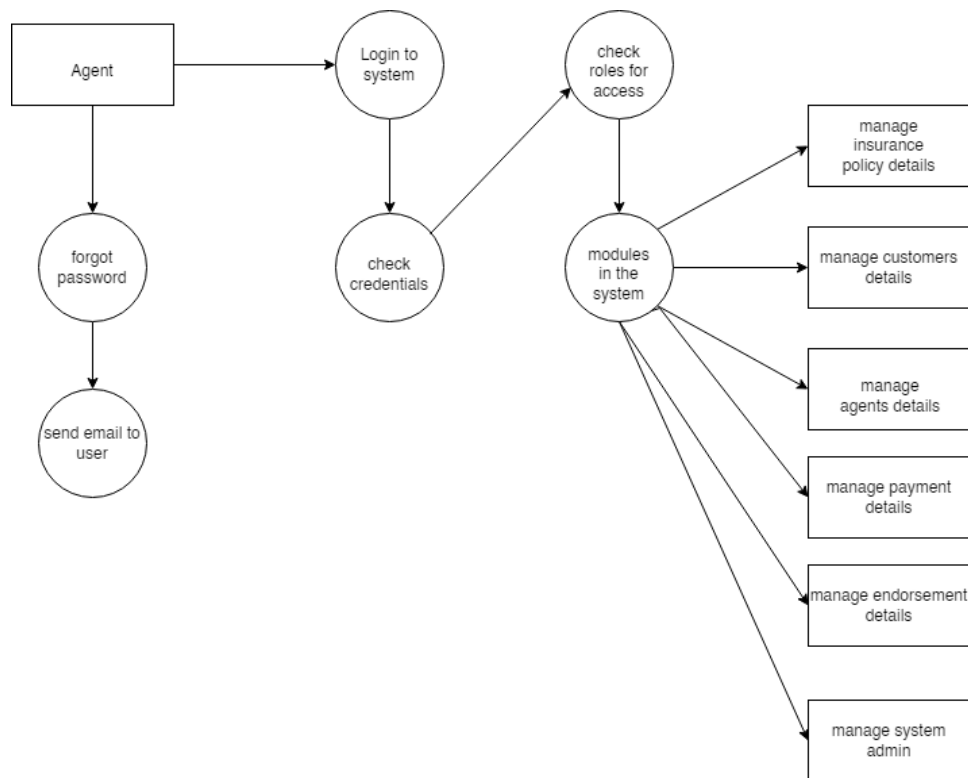 Agent
Login to
system
check
roles for
access
manage
insurance
policy details
forgot
password
check
credentials
modules
in the
system
manage customers
details
manage
agents details
send email to
user
manage payment
details
manage endorsement
details
manage system
admin